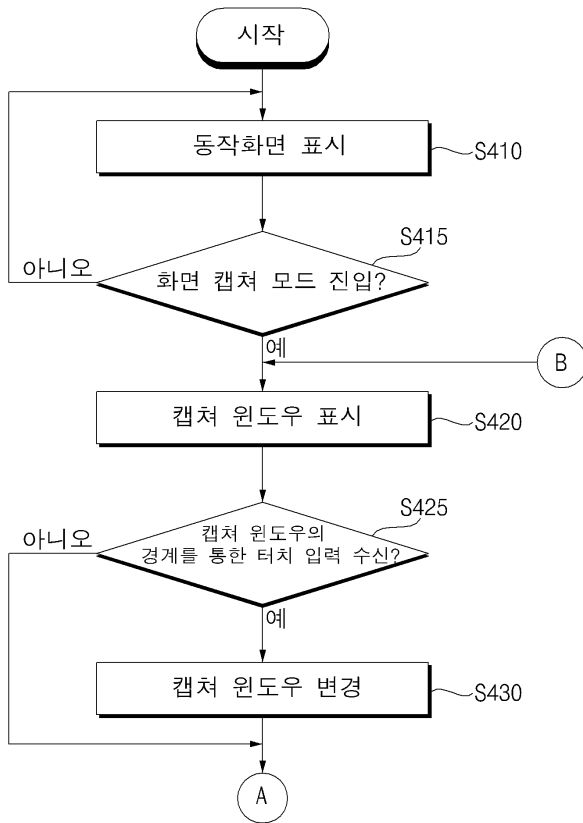 시작
동작화면 표시
S410
S415
아니오
화면 캡쳐 모드 진입?
예
B
캡쳐 윈도우 표시
S420
S425
아니오
캡쳐 윈도우의
경계를 통한 터치 입력 수신?
예
캡쳐 윈도우 변경
S430
A